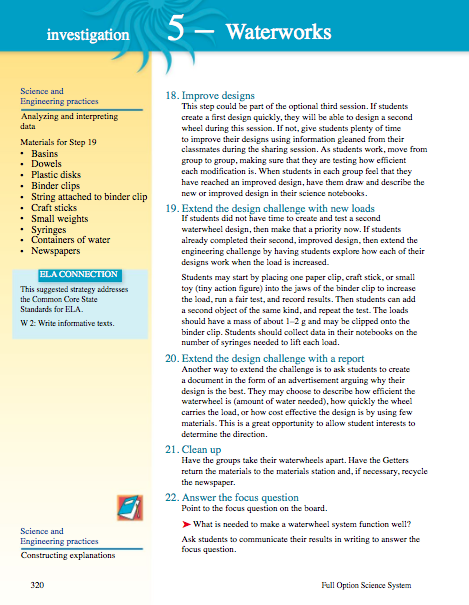 investigation 5 — Waterworks
Science and
Engineering practices
Analyzing and interpreting
data
Materials for Step 19
• Basins
• Dowels
• Plastic disks
• Binder clips
• String attached to binder clip
• Craft sticks
• Small weights
• Syringes
• Containers of water
• Newspapers
ELA CONNECTION
This suggested strategy addresses
the Common Core State
Standards for ELA.
W 2: Write informative texts.
Science and
Engineering practices
Constructing explanations
18. Improve designs
This step could be part of the optional third session. If students
create a first design quickly, they will be able to design a second
wheel during this session. If not, give students plenty of time
to improve their designs using information gleaned from their
classmates during the sharing session. As students work, move from
group to group, making sure that they are testing how efficient
each modification is. When students in each group feel that they
have reached an improved design, have them draw and describe the
new or improved design in their science notebooks.
19. Extend the design challenge with new loads
If students did not have time to create and test a second
waterwheel design, then make that a priority now. If students
already completed their second, improved design, then extend the
engineering challenge by having students explore how each of their
designs work when the load is increased.
Students may start by placing one paper clip, craft stick, or small
toy (tiny action figure) into the jaws of the binder clip to increase
the load, run a fair test, and record results. Then students can add
a second object of the same kind, and repeat the test. The loads
should have a mass of about 1–2 g and may be clipped onto the
binder clip. Students should collect data in their notebooks on the
number of syringes needed to lift each load.
20. Extend the design challenge with a report
Another way to extend the challenge is to ask students to create
a document in the form of an advertisement arguing why their
design is the best. They may choose to describe how efficient the
waterwheel is (amount of water needed), how quickly the wheel
carries the load, or how cost effective the design is by using few
materials. This is a great opportunity to allow student interests to
determine the direction.
21. Clean up
Have the groups take their waterwheels apart. Have the Getters
return the materials to the materials station and, if necessary, recycle
the newspaper.
22. Answer the focus question
Point to the focus question on the board.
➤ What is needed to make a waterwheel system function well?
Ask students to communicate their results in writing to answer the
focus question.
320
Full Option Science System